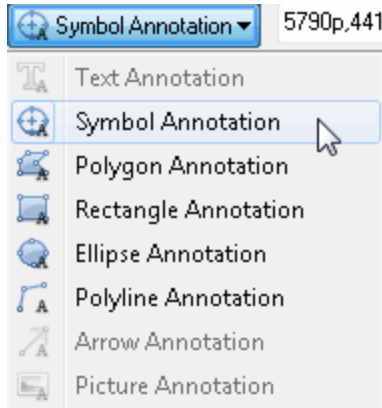 Symbol Annotation 5790p,441
Text Annotation
Symbol Annotation
Polygon Annotation
Rectangle Annotation
Ellipse Annotation
Polyline Annotation
Arrow Annotation
Picture Annotation